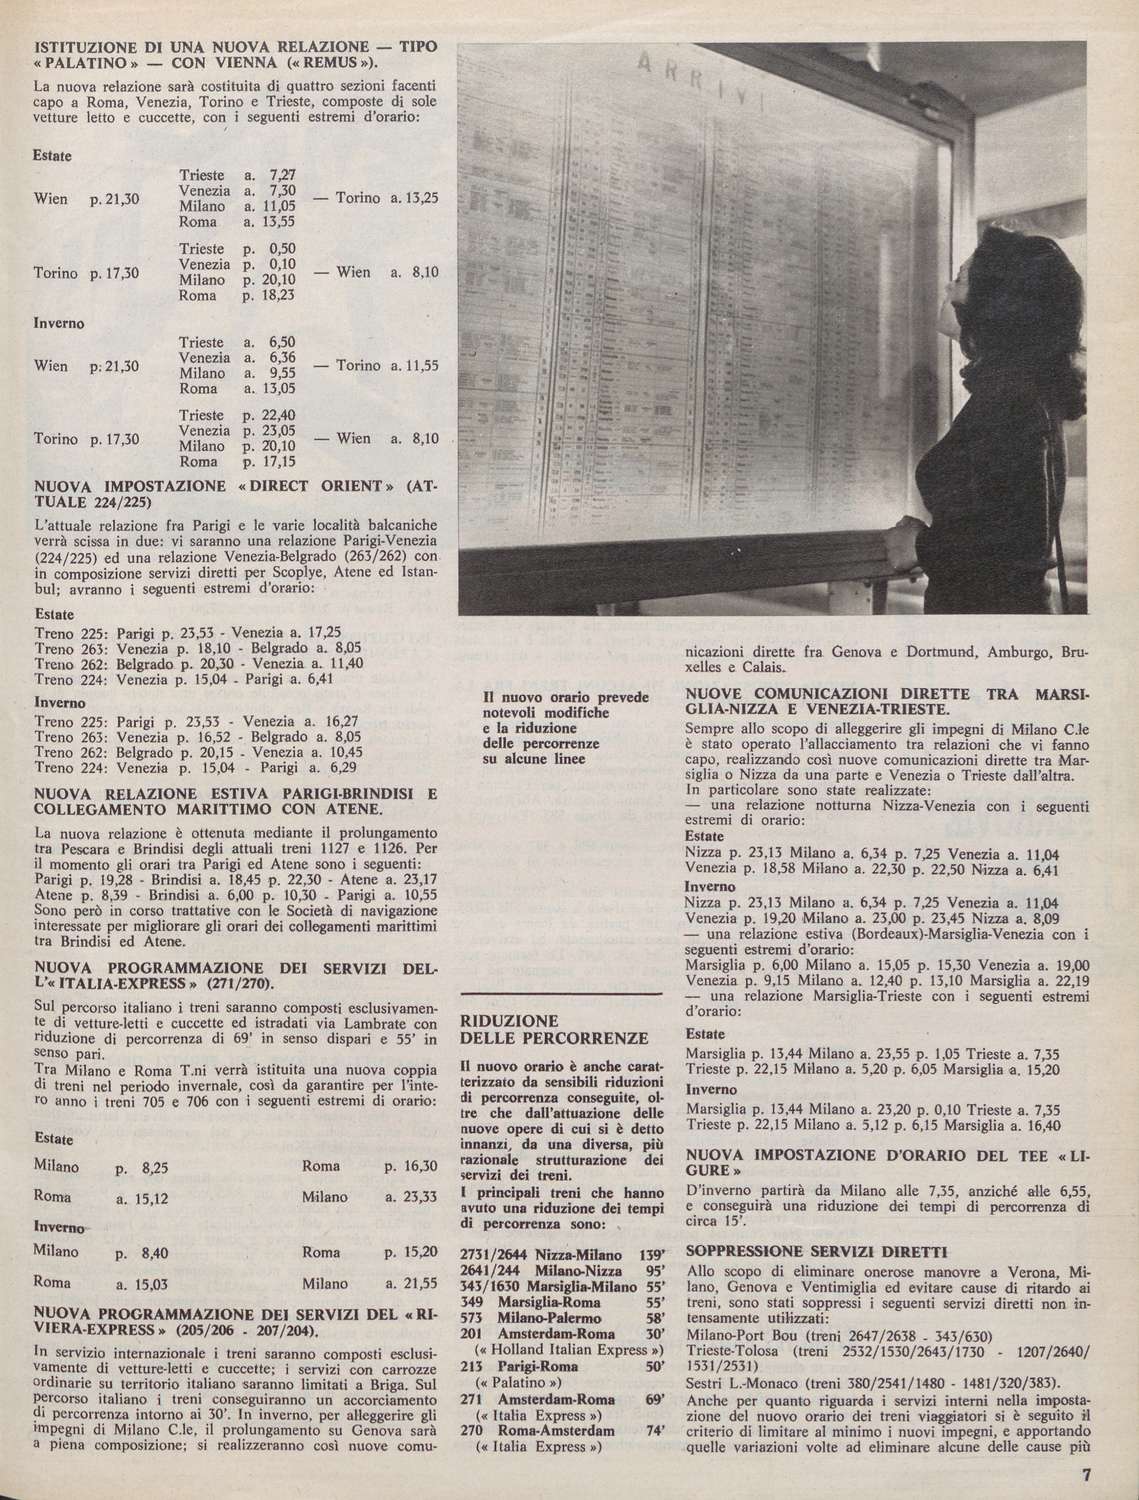 ISTITUZIONE DI UNA NUOVA RELAZIONE — TIPO
« PALATINO » — CON VIENNA (« REMUS »).
La nuova relazione sarà costituita di quattro sezioni facenti
capo a Roma, Venezia, Torino e Trieste, composte di sole
vetture letto e cuccette, con i seguenti estremi d'orario:
Estate
Trieste a. 7,27
Wien p. 21,30 Venezia a. 7,30 — Torino a. 13,25
Milano a. 11,05
Roma a. 13,55
Trieste p. 0,50
Torino p. 17,30 Venezia p. 0,10 — Wien a. 8,10
Milano p. 20,10
Roma p. 18,23
Inverno
Trieste a. 6,50
Wien p: 21,30 Venezia a. 6,36 — Torino a. 11,55
Milano a. 9,55
Roma a. 13,05
Trieste p. 22,40
Torino p. 17,30 Venezia p. 23,05 — Wien a. 8,10
Milano p. 20,10
Roma p. 17,15
NUOVA IMPOSTAZIONE « DIRECT ORIENT » (AT-
TUALE 224/225)
L'attuale relazione fra Parigi e le varie località balcaniche
verrà scissa in due: vi saranno una relazione Parigi-Venezia
(224/225) ed una relazione Venezia-Belgrado (263/262) con
in composizione servizi diretti per Scoplye, Atene ed Istan-
bul; avranno i seguenti estremi d'orario:
Estate
Treno 225: Parigi p. 23,53 - Venezia a. 17,25
Treno 263: Venezia p. 18,10 - Belgrado a. 8,05
Treno 262: Belgrado p. 20,30 - Venezia a. 11,40
Treno 224: Venezia p. 15,04 - Parigi a. 6,41
Inverno
Treno 225: Parigi p. 23,53 - Venezia a. 16,27
Treno 263: Venezia p. 16,52 - Belgrado a. 8,05
Treno 262: Belgrado p. 20,15 - Venezia a. 10,45
Treno 224: Venezia p. 15,04 - Parigi a. 6,29
NUOVA RELAZIONE ESTIVA PARIGI-BRINDISI E
COLLEGAMENTO MARITTIMO CON ATENE.
La nuova relazione è ottenuta mediante il prolungamento
tra Pescara e Brindisi degli attuali treni 1127 e 1126. Per
il momento gli orari tra Parigi ed Atene sono i seguenti:
Parigi p. 19,28 - Brindisi a. 18,45 p. 22,30 - Atene a. 23,17
Atene p. 8,39 - Brindisi a. 6,00 p. 10,30 - Parigi a. 10,55
Sono però in corso trattative con le Società di navigazione
interessate per migliorare gli orari dei collegamenti marittimi
tra Brindisi ed Atene.
NUOVA PROGRAMMAZIONE DEI SERVIZI DEL-
L'« ITALIA-EXPRESS » (271/270).
Sul percorso italiano i treni saranno composti esclusivamen-
te di vetture-letti e cuccette ed istradati via Lambrate con
riduzione di percorrenza di 69' in senso dispari e 55' in
senso pari.
Tra Milano e Roma T.ni verrà istituita una nuova coppia
di treni nel periodo invernale, così da garantire per l'inte-
ro anno i treni 705 e 706 con i seguenti estremi di orario:
Estate
Milano p. 8,25 Roma p. 16,30
Roma a. 15,12 Milano a. 23,33
Inverno
Milano p. 8,40 Roma p. 15,20
Roma a. 15,03 Milano a. 21,55
NUOVA PROGRAMMAZIONE DEI SERVIZI DEL « RI-
VIERA-EXPRESS » (205/206 - 207/204).
In servizio internazionale i treni saranno composti esclusi-
vamente di vetture-letti e cuccette; i servizi con carrozze
ordinarie su territorio italiano saranno limitati a Briga. Sul
percorso italiano i treni conseguiranno un accorciamento
di percorrenza intorno ai 30'. In inverno, per alleggerire gli
impegni di Milano C.le, il prolungamento su Genova sarà
a piena composizione; si realizzeranno così nuove comu-
ARRIVI
Il nuovo orario prevede
notevoli modifiche
e la riduzione
delle percorrenze
su alcune linee
RIDUZIONE
DELLE PERCORRENZE
Il nuovo orario è anche carat-
terizzato da sensibili riduzioni
di percorrenza conseguite, ol-
tre che dall'attuazione delle
nuove opere di cui si è detto
innanzi, da una diversa, più
razionale strutturazione dei
servizi dei treni.
I principali treni che hanno
avuto una riduzione dei tempi
di percorrenza sono:
2731/2644 Nizza-Milano 139'
2641/244 Milano-Nizza 95'
343/1630 Marsiglia-Milano 55'
349 Marsiglia-Roma 55'
573 Milano-Palermo 58'
201 Amsterdam-Roma 30'
(« Holland Italian Express »)
213 Parigi-Roma 50'
(« Palatino »)
271 Amsterdam-Roma 69'
(« Italia Express »)
270 Roma-Amsterdam 74'
(« Italia Express »)
nicazioni dirette fra Genova e Dortmund, Amburgo, Bru-
xelles e Calais.
NUOVE COMUNICAZIONI DIRETTE TRA MARSI-
GLIA-NIZZA E VENEZIA-TRIESTE.
Sempre allo scopo di alleggerire gli impegni di Milano C.le
è stato operato l'allacciamento tra relazioni che vi fanno
capo, realizzando così nuove comunicazioni dirette tra Mar-
siglia o Nizza da una parte e Venezia o Trieste dall'altra.
In particolare sono state realizzate:
— una relazione notturna Nizza-Venezia con i seguenti
estremi di orario:
Estate
Nizza p. 23,13 Milano a. 6,34 p. 7,25 Venezia a. 11,04
Venezia p. 18,58 Milano a. 22,30 p. 22,50 Nizza a. 6,41
Inverno
Nizza p. 23,13 Milano a. 6,34 p. 7,25 Venezia a. 11,04
Venezia p. 19,20 Milano a. 23,00 p. 23,45 Nizza a. 8,09
— una relazione estiva (Bordeaux)-Marsiglia-Venezia con i
seguenti estremi d'orario:
Marsiglia p. 6,00 Milano a. 15,05 p. 15,30 Venezia a. 19,00
Venezia p. 9,15 Milano a. 12,40 p. 13,10 Marsiglia a. 22,19
— una relazione Marsiglia-Trieste con i seguenti estremi
d'orario:
Estate
Marsiglia p. 13,44 Milano a. 23,55 p. 1,05 Trieste a. 7,35
Trieste p. 22,15 Milano a. 5,20 p. 6,05 Marsiglia a. 15,20
Inverno
Marsiglia p. 13,44 Milano a. 23,20 p. 0,10 Trieste a. 7,35
Trieste p. 22,15 Milano a. 5,12 p. 6,15 Marsiglia a. 16,40
NUOVA IMPOSTAZIONE D'ORARIO DEL TEE « LI-
GURE »
D'inverno partirà da Milano alle 7,35, anziché alle 6,55,
e conseguirà una riduzione dei tempi di percorrenza di
circa 15'.
SOPPRESSIONE SERVIZI DIRETTI
Allo scopo di eliminare onerose manovre a Verona, Mi-
lano, Genova e Ventimiglia ed evitare cause di ritardo ai
treni, sono stati soppressi i seguenti servizi diretti non in-
tensamente utilizzati:
Milano-Port Bou (treni 2647/2638 - 343/630)
Trieste-Tolosa (treni 2532/1530/2643/1730 - 1207/2640/
1531/2531)
Sestri L.-Monaco (treni 380/2541/1480 - 1481/320/383).
Anche per quanto riguarda i servizi interni nella imposta-
zione del nuovo orario dei treni viaggiatori si è seguito il
criterio di limitare al minimo i nuovi impegni, e apportando
quelle variazioni volte ad eliminare alcune delle cause più
7